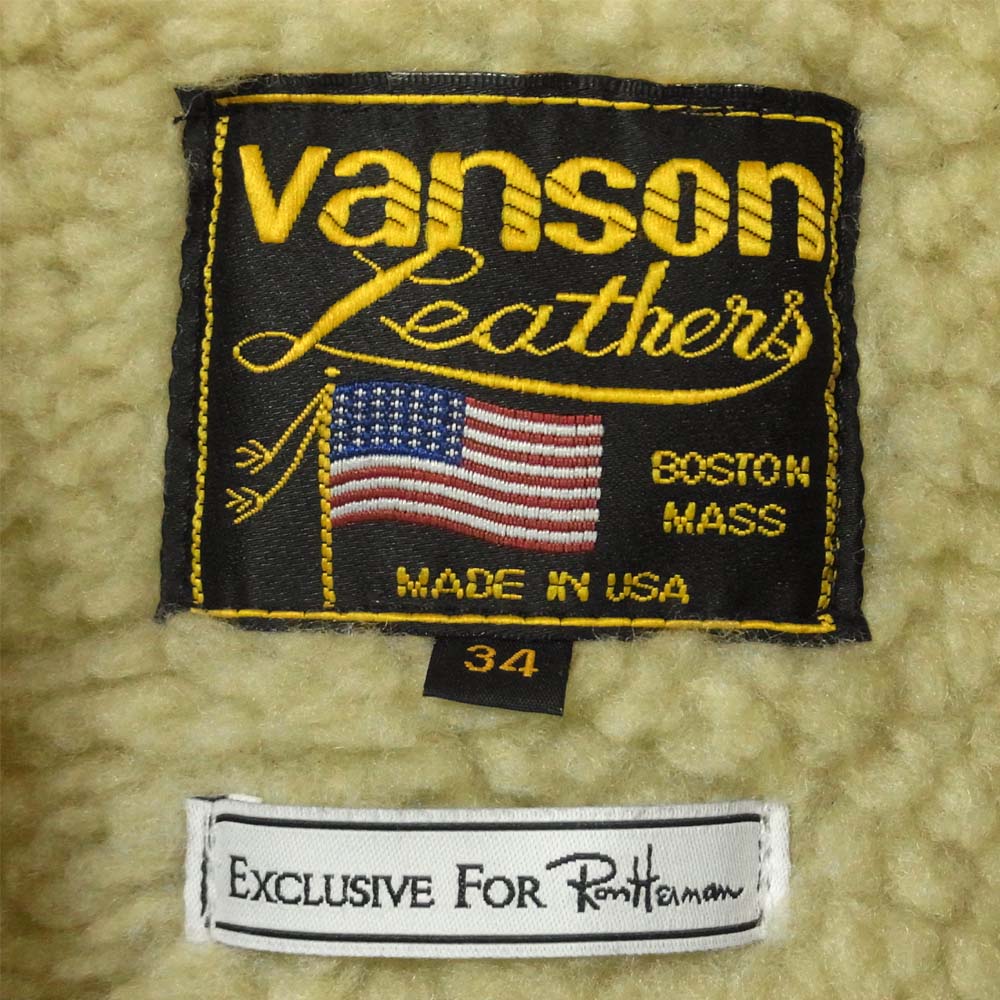 vanson
Leathers
BOSTON
MASS
MADE IN USA
34
EXCLUSIVE FOR Ron Herman